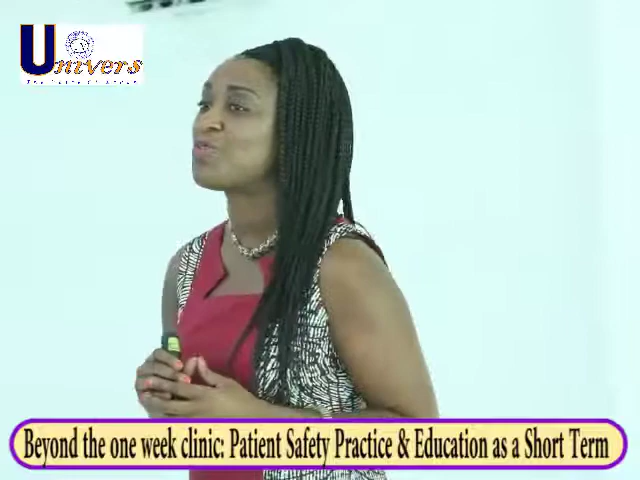 Univers
Beyond the one week clinic: Patient Safety Practice & Education as a Short Term